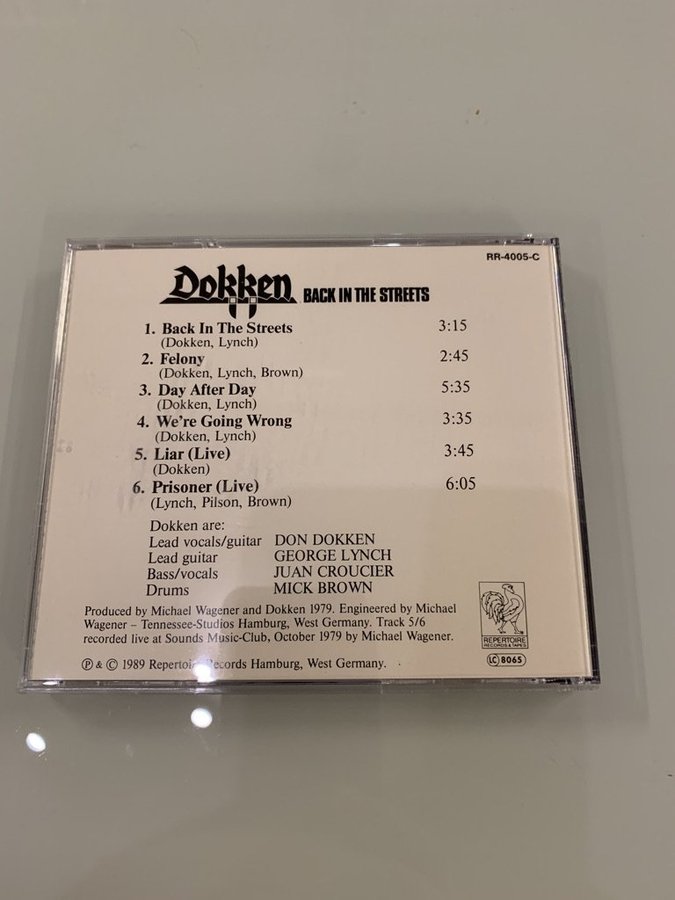 RR-4005-C
Dokken BACK IN THE STREETS
1. Back In The Streets 3:15
(Dokken, Lynch)
2. Felony 2:45
(Dokken, Lynch, Brown)
3. Day After Day 5:35
(Dokken, Lynch)
4. We're Going Wrong 3:35
(Dokken, Lynch)
5. Liar (Live) 3:45
(Dokken)
6. Prisoner (Live) 6:05
(Lynch, Pilson, Brown)
Dokken are:
Lead vocals/guitar DON DOKKEN
Lead guitar GEORGE LYNCH
Bass/vocals JUAN CROUCIER
Drums MICK BROWN
Produced by Michael Wagener and Dokken 1979. Engineered by Michael
Wagener – Tennessee-Studios Hamburg, West Germany. Track 5/6
recorded live at Sounds Music-Club, October 1979 by Michael Wagener.
℗ & © 1989 Repertoire Records Hamburg, West Germany.
REPERTOIRE
RECORDS & TAPES
LC 8065